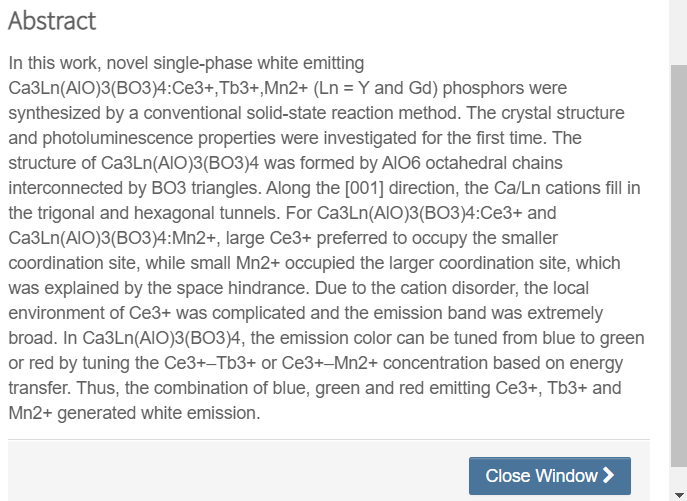 Abstract
In this work, novel single-phase white emitting
Ca3Ln(AlO)3(BO3)4:Ce3+,Tb3+,Mn2+ (Ln = Y and Gd) phosphors were
synthesized by a conventional solid-state reaction method. The crystal structure
and photoluminescence properties were investigated for the first time. The
structure of Ca3Ln(AlO)3(BO3)4 was formed by AlO6 octahedral chains
interconnected by BO3 triangles. Along the [001] direction, the Ca/Ln cations fill in
the trigonal and hexagonal tunnels. For Ca3Ln(AlO)3(BO3)4:Ce3+ and
Ca3Ln(AlO)3(BO3)4:Mn2+, large Ce3+ preferred to occupy the smaller
coordination site, while small Mn2+ occupied the larger coordination site, which
was explained by the space hindrance. Due to the cation disorder, the local
environment of Ce3+ was complicated and the emission band was extremely
broad. In Ca3Ln(AlO)3(BO3)4, the emission color can be tuned from blue to green
or red by tuning the Ce3+–Tb3+ or Ce3+–Mn2+ concentration based on energy
transfer. Thus, the combination of blue, green and red emitting Ce3+, Tb3+ and
Mn2+ generated white emission.
Close Window